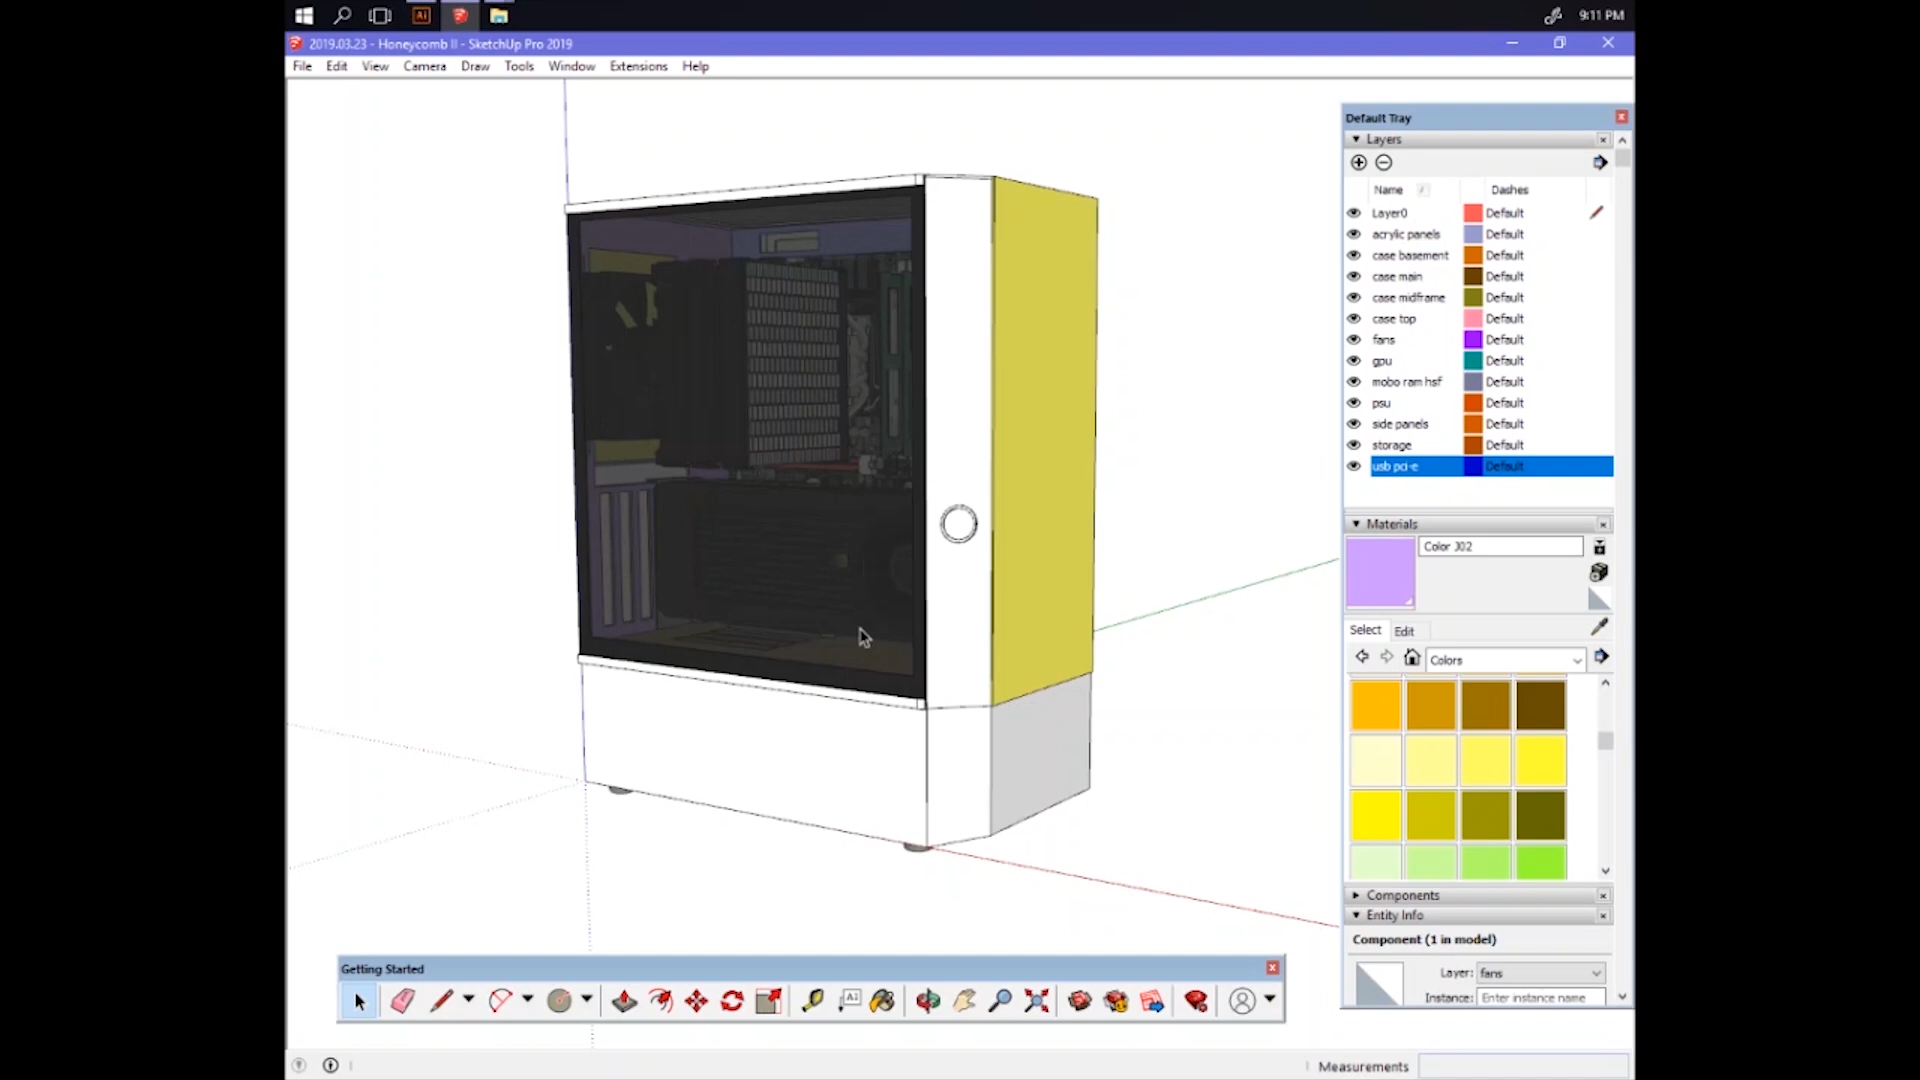 Ai
9:11 PM
2019.03.23 - Honeycomb II - SketchUp Pro 2019
File Edit View Camera Draw Tools Window Extensions Help
Default Tray
Layers
Name Dashes
Layer0 Default
acrylic panels Default
case basement Default
case main Default
case midframe Default
case top Default
fans Default
gpu Default
mobo ram hsf Default
psu Default
side panels Default
storage Default
usb pci-e Default
Materials
Color J02
Select Edit
Colors
Components
Entity Info
Component (1 in model)
Layer: fans
Instance: Enter instance name
Getting Started
A1
Measurements